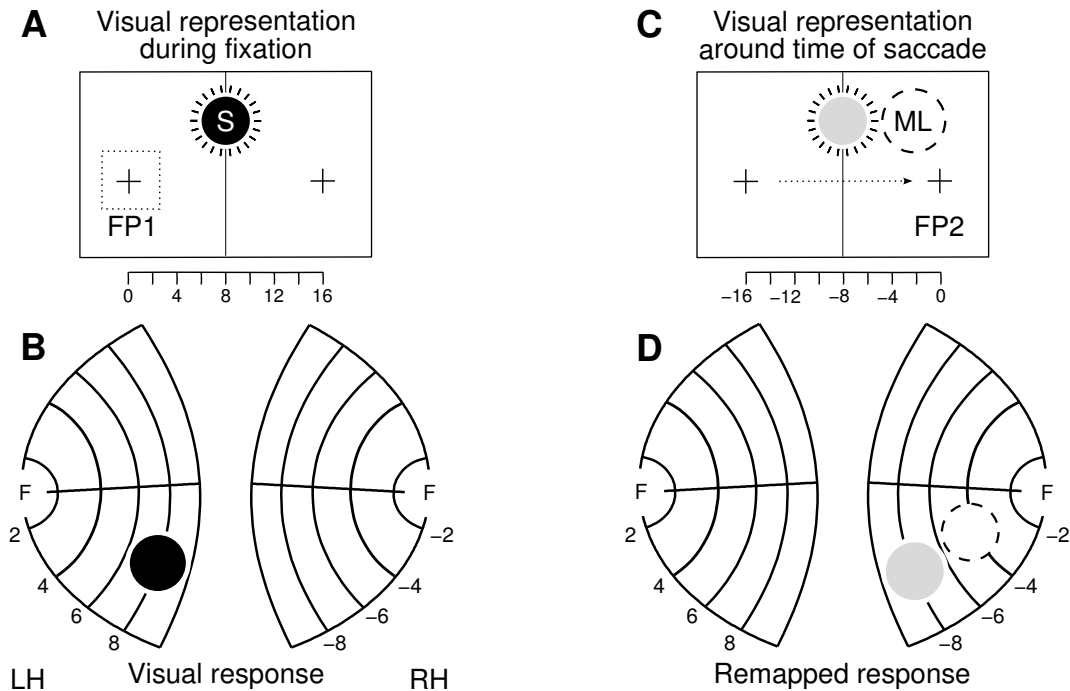 A
Visual representation
during fixation
S
FP1
0 4 8 12 16
B
F F
2 −2
4 −4
6 −6
8 −8
LH Visual response RH
C
Visual representation
around time of saccade
ML
FP2
−16 −12 −8 −4 0
D
F F
2 −2
4 −4
6 −6
8 −8
Remapped response